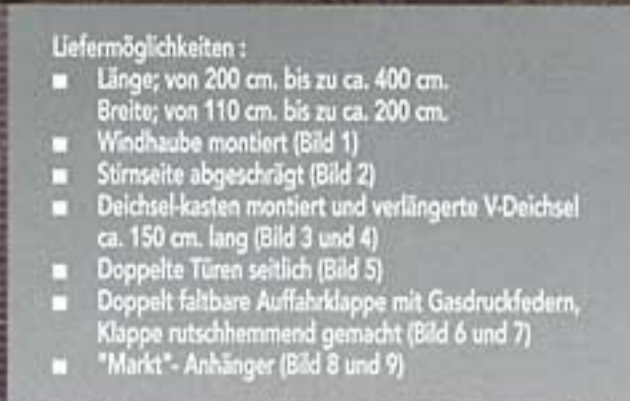 Liefermöglichkeiten :
■ Länge; von 200 cm. bis zu ca. 400 cm.
Breite; von 110 cm. bis zu ca. 200 cm.
■ Windhaube montiert (Bild 1)
■ Stirnseite abgeschrägt (Bild 2)
■ Deichsel-kasten montiert und verlängerte V-Deichsel
ca. 150 cm. lang (Bild 3 und 4)
■ Doppelte Türen seitlich (Bild 5)
■ Doppelt faltbare Auffahrklappe mit Gasdruckfedern,
Klappe rutschhemmend gemacht (Bild 6 und 7)
■ "Markt"- Anhänger (Bild 8 und 9)